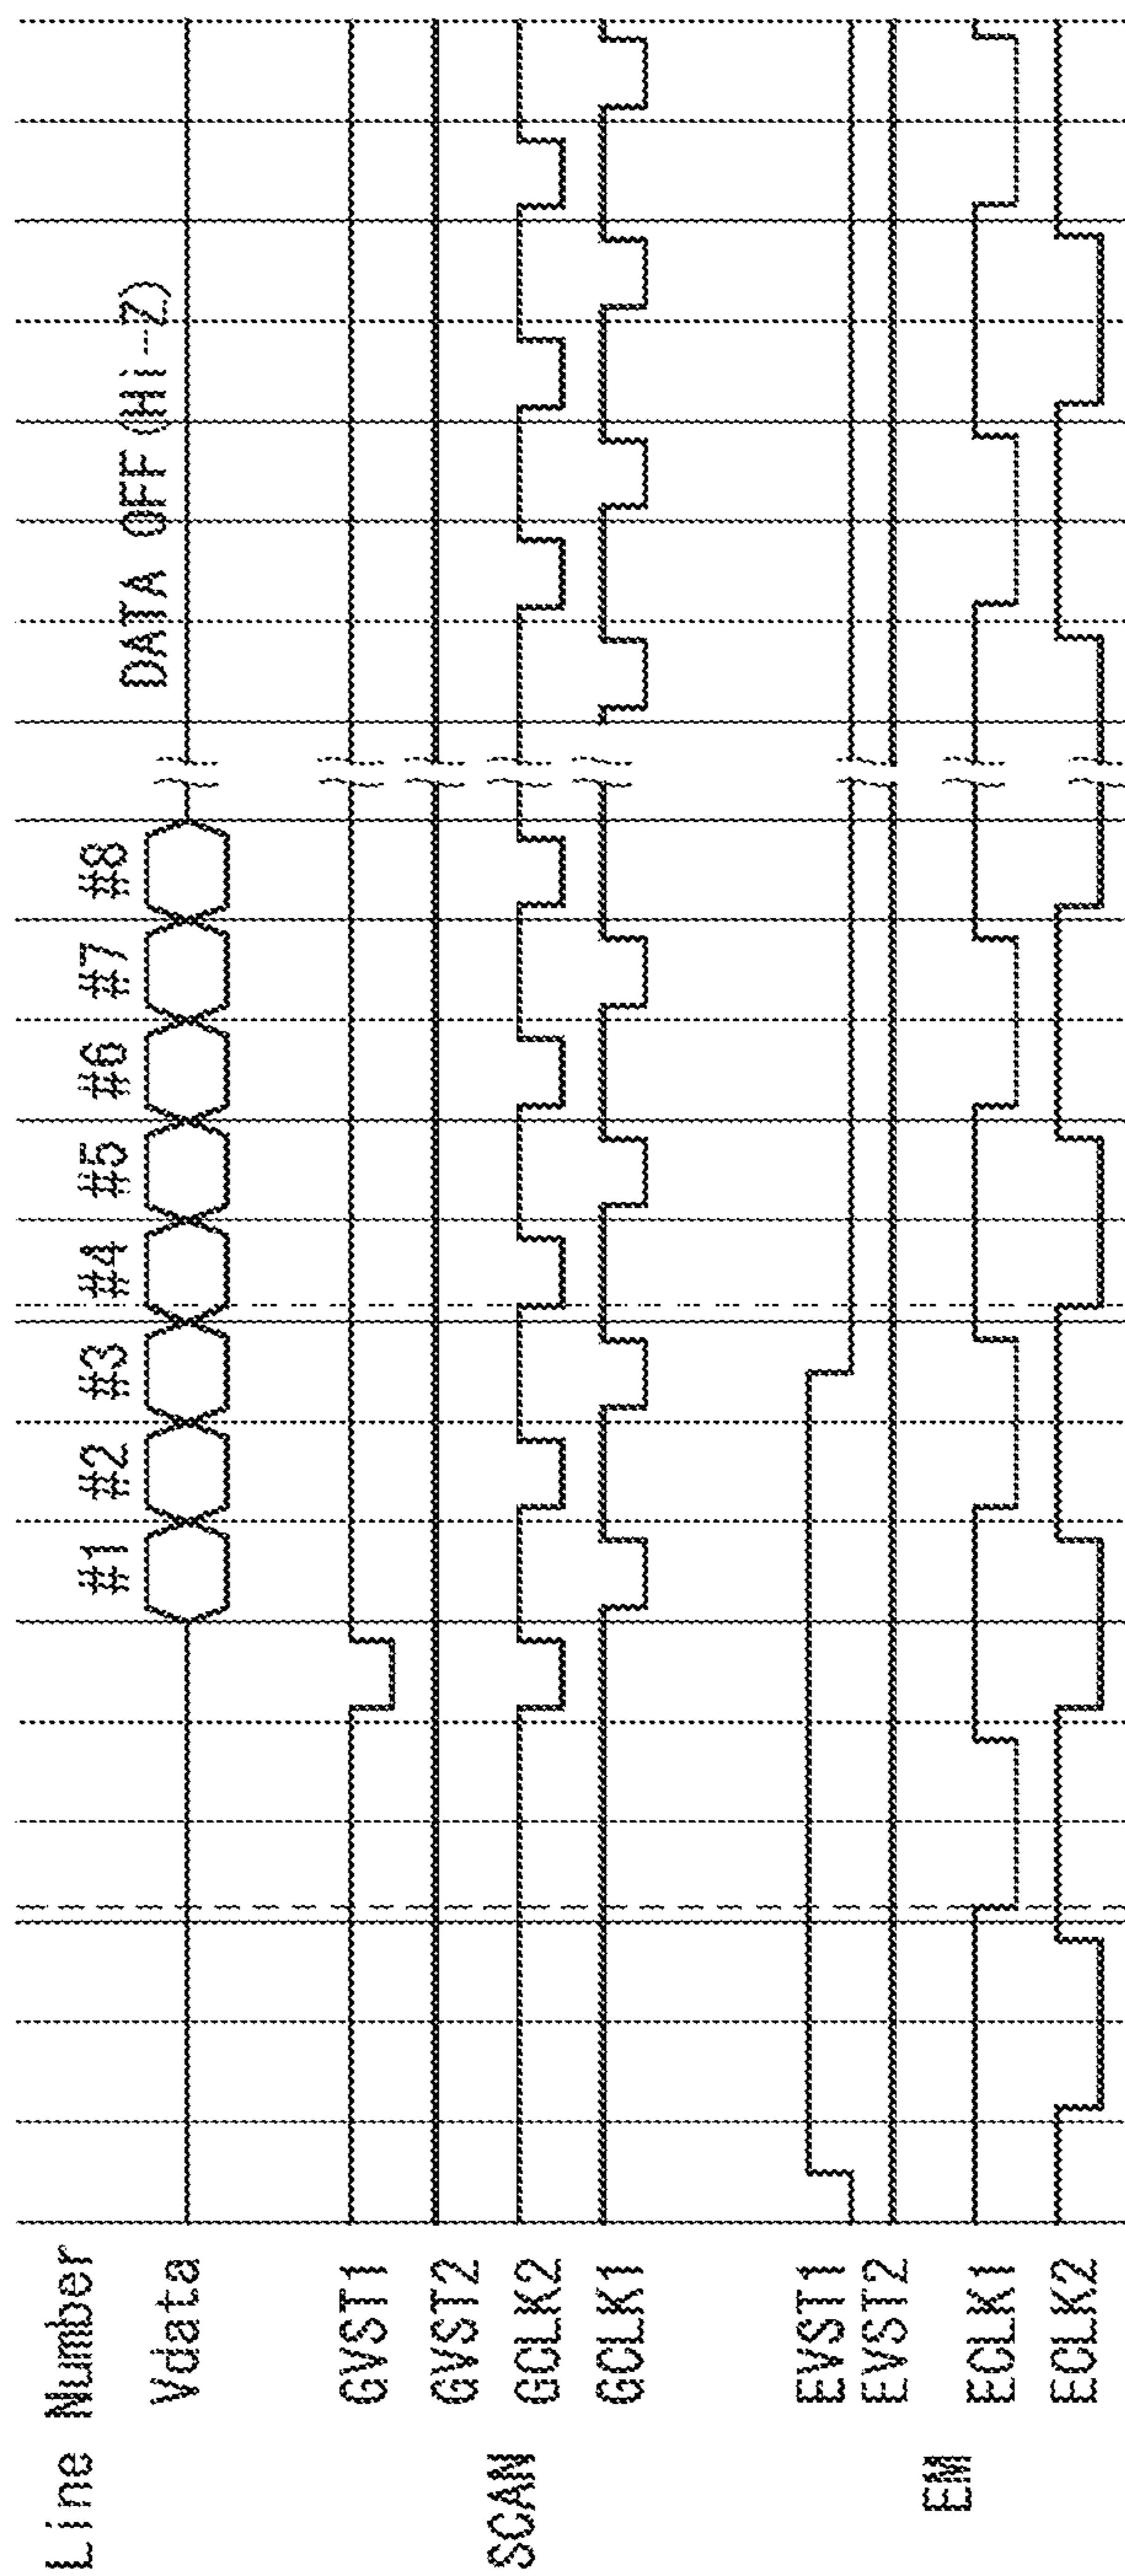 Line Number #1 #2 #3 #4 #5 #6 #7 #8
Vdata DATA OFF(Hi-Z)
GVST1
GVST2
SCAN
GCLK2
GCLK1
EVST1
EVST2
EM
ECLK1
ECLK2